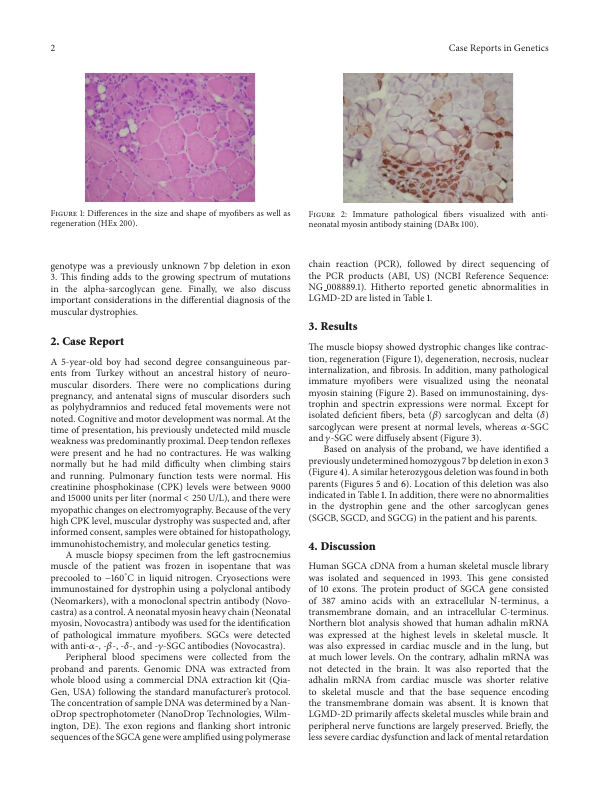 2
Case Reports in Genetics
Figure 1: Differences in the size and shape of myofibers as well as
regeneration (HEx 200).
Figure 2: Immature pathological fibers visualized with anti-
neonatal myosin antibody staining (DABx 100).
genotype was a previously unknown 7 bp deletion in exon
3. This finding adds to the growing spectrum of mutations
in the alpha-sarcoglycan gene. Finally, we also discuss
important considerations in the differential diagnosis of the
muscular dystrophies.
2. Case Report
A 5-year-old boy had second degree consanguineous par-
ents from Turkey without an ancestral history of neuro-
muscular disorders. There were no complications during
pregnancy, and antenatal signs of muscular disorders such
as polyhydramnios and reduced fetal movements were not
noted. Cognitive and motor development was normal. At the
time of presentation, his previously undetected mild muscle
weakness was predominantly proximal. Deep tendon reflexes
were present and he had no contractures. He was walking
normally but he had mild difficulty when climbing stairs
and running. Pulmonary function tests were normal. His
creatinine phosphokinase (CPK) levels were between 9000
and 15000 units per liter (normal < 250 U/L), and there were
myopathic changes on electromyography. Because of the very
high CPK level, muscular dystrophy was suspected and, after
informed consent, samples were obtained for histopathology,
immunohistochemistry, and molecular genetics testing.
A muscle biopsy specimen from the left gastrocnemius
muscle of the patient was frozen in isopentane that was
precooled to −160°C in liquid nitrogen. Cryosections were
immunostained for dystrophin using a polyclonal antibody
(Neomarkers), with a monoclonal spectrin antibody (Novo-
castra) as a control. A neonatal myosin heavy chain (Neonatal
myosin, Novocastra) antibody was used for the identification
of pathological immature myofibers. SGCs were detected
with anti-α-, -β-, -δ-, and -γ-SGC antibodies (Novocastra).
Peripheral blood specimens were collected from the
proband and parents. Genomic DNA was extracted from
whole blood using a commercial DNA extraction kit (Qia-
Gen, USA) following the standard manufacturer's protocol.
The concentration of sample DNA was determined by a Nan-
oDrop spectrophotometer (NanoDrop Technologies, Wilm-
ington, DE). The exon regions and flanking short intronic
sequences of the SGCA gene were amplified using polymerase
chain reaction (PCR), followed by direct sequencing of
the PCR products (ABI, US) (NCBI Reference Sequence:
NG_008889.1). Hitherto reported genetic abnormalities in
LGMD-2D are listed in Table 1.
3. Results
The muscle biopsy showed dystrophic changes like contrac-
tion, regeneration (Figure 1), degeneration, necrosis, nuclear
internalization, and fibrosis. In addition, many pathological
immature myofibers were visualized using the neonatal
myosin staining (Figure 2). Based on immunostaining, dys-
trophin and spectrin expressions were normal. Except for
isolated deficient fibers, beta (β) sarcoglycan and delta (δ)
sarcoglycan were present at normal levels, whereas α-SGC
and γ-SGC were diffusely absent (Figure 3).
Based on analysis of the proband, we have identified a
previously undetermined homozygous 7 bp deletion in exon 3
(Figure 4). A similar heterozygous deletion was found in both
parents (Figures 5 and 6). Location of this deletion was also
indicated in Table 1. In addition, there were no abnormalities
in the dystrophin gene and the other sarcoglycan genes
(SGCB, SGCD, and SGCG) in the patient and his parents.
4. Discussion
Human SGCA cDNA from a human skeletal muscle library
was isolated and sequenced in 1993. This gene consisted
of 10 exons. The protein product of SGCA gene consisted
of 387 amino acids with an extracellular N-terminus, a
transmembrane domain, and an intracellular C-terminus.
Northern blot analysis showed that human adhalin mRNA
was expressed at the highest levels in skeletal muscle. It
was also expressed in cardiac muscle and in the lung, but
at much lower levels. On the contrary, adhalin mRNA was
not detected in the brain. It was also reported that the
adhalin mRNA from cardiac muscle was shorter relative
to skeletal muscle and that the base sequence encoding
the transmembrane domain was absent. It is known that
LGMD-2D primarily affects skeletal muscles while brain and
peripheral nerve functions are largely preserved. Briefly, the
less severe cardiac dysfunction and lack of mental retardation